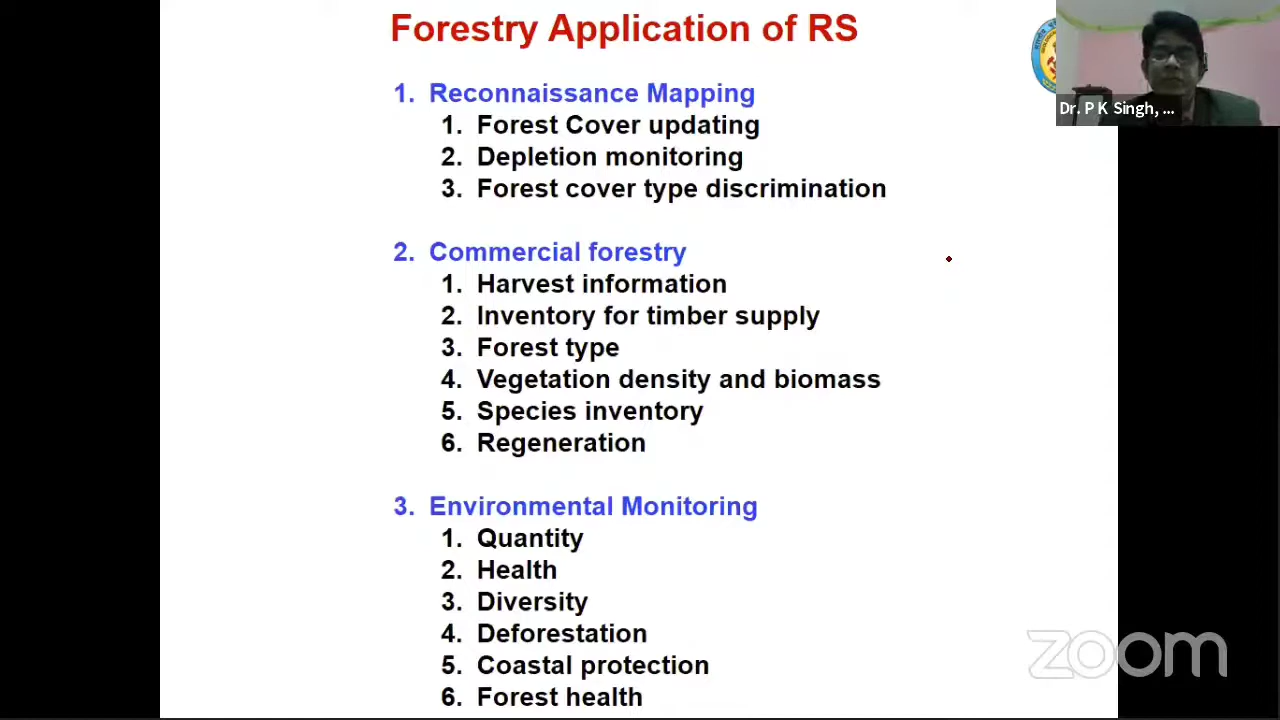 Forestry Application of RS
1. Reconnaissance Mapping
1. Forest Cover updating
2. Depletion monitoring
3. Forest cover type discrimination
2. Commercial forestry
1. Harvest information
2. Inventory for timber supply
3. Forest type
4. Vegetation density and biomass
5. Species inventory
6. Regeneration
3. Environmental Monitoring
1. Quantity
2. Health
3. Diversity
4. Deforestation
5. Coastal protection
6. Forest health
Dr. P K Singh, ...
zoom